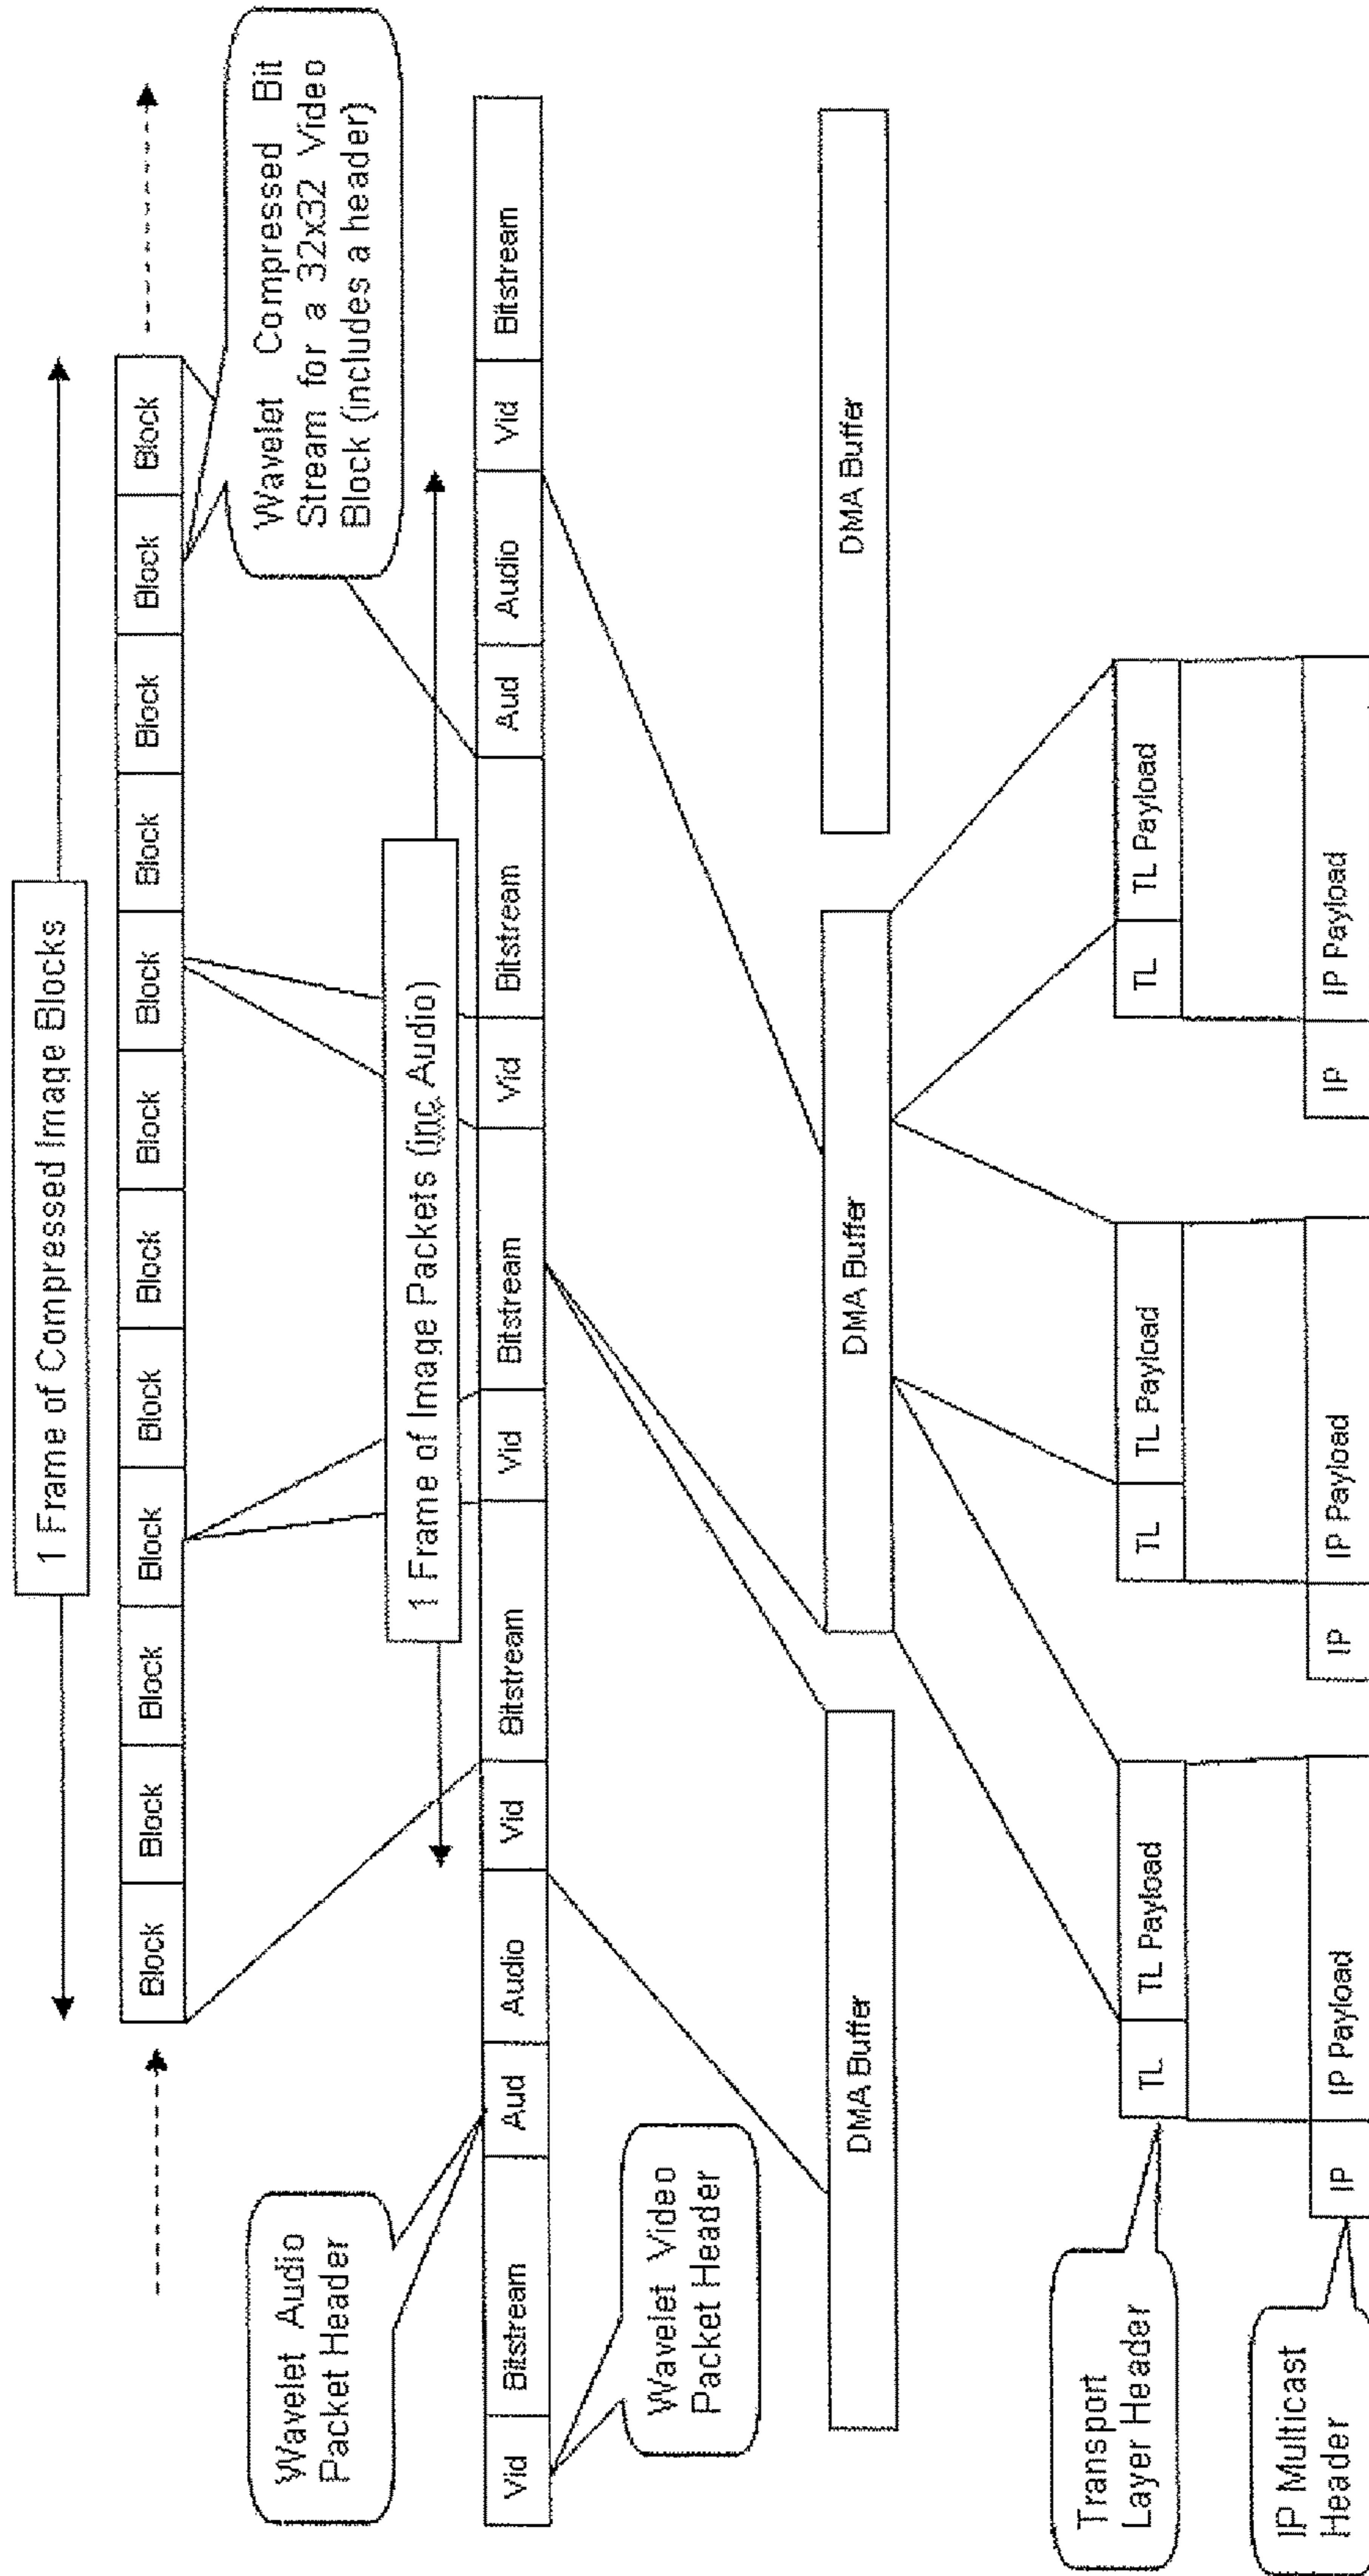 1 Frame of Compressed Image Blocks
Block Block Block Block Block Block Block Block Block Block Block Block
Wavelet Audio
Packet Header
Wavelet Compressed Bit
Stream for a 32x32 Video
Block (includes a header)
1 Frame of Image Packets (inc Audio)
Vid Bitstream Aud Audio Vid Bitstream Vid Bitstream Vid Bitstream Aud Audio Vid Bitstream
Wavelet Video
Packet Header
DMA Buffer DMA Buffer DMA Buffer
Transport
Layer Header
TL TL Payload TL TL Payload TL TL Payload
IP Multicast
Header
IP IP Payload IP IP Payload IP IP Payload